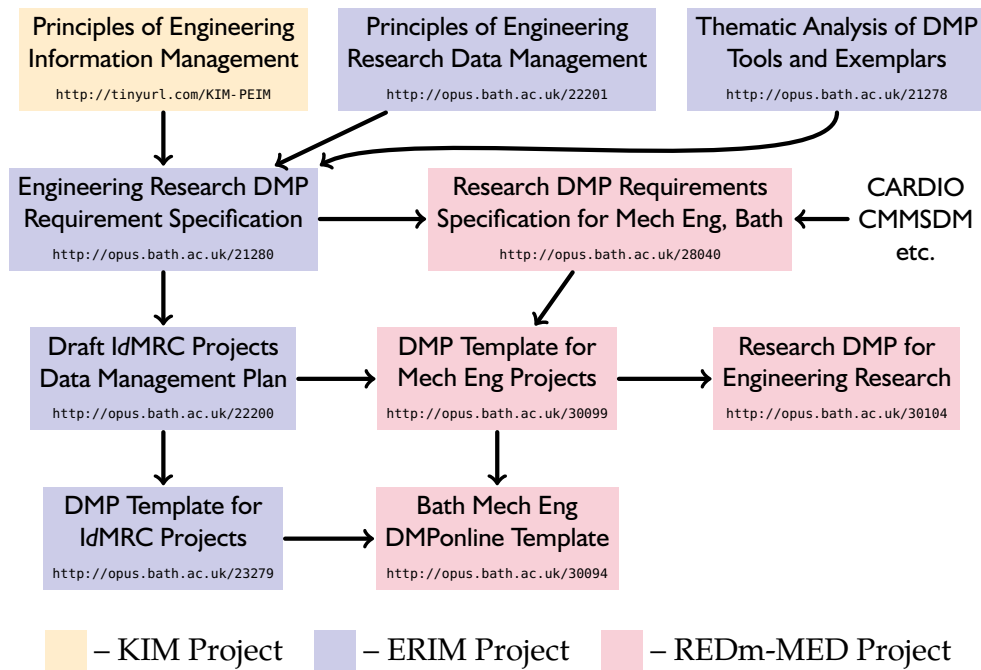 Principles of Engineering
Information Management
http://tinyurl.com/KIM-PEIM
Principles of Engineering
Research Data Management
http://opus.bath.ac.uk/22201
Thematic Analysis of DMP
Tools and Exemplars
http://opus.bath.ac.uk/21278
Engineering Research DMP
Requirement Specification
http://opus.bath.ac.uk/21280
Research DMP Requirements
Specification for Mech Eng, Bath
http://opus.bath.ac.uk/28040
CARDIO
CMMSDM
etc.
Draft IdMRC Projects
Data Management Plan
http://opus.bath.ac.uk/22200
DMP Template for
Mech Eng Projects
http://opus.bath.ac.uk/30099
Research DMP for
Engineering Research
http://opus.bath.ac.uk/30104
DMP Template for
IdMRC Projects
http://opus.bath.ac.uk/23279
Bath Mech Eng
DMPonline Template
http://opus.bath.ac.uk/30094
– KIM Project
– ERIM Project
– REDm-MED Project